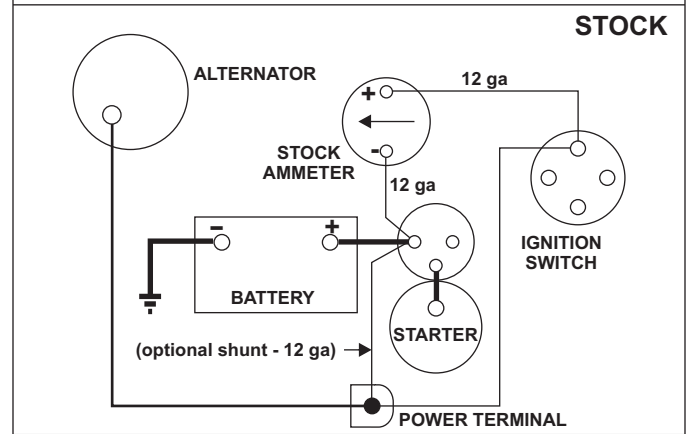 STOCK
ALTERNATOR
12 ga
+
-
STOCK
AMMETER
12 ga
-
+
BATTERY
IGNITION
SWITCH
STARTER
(optional shunt - 12 ga)
POWER TERMINAL